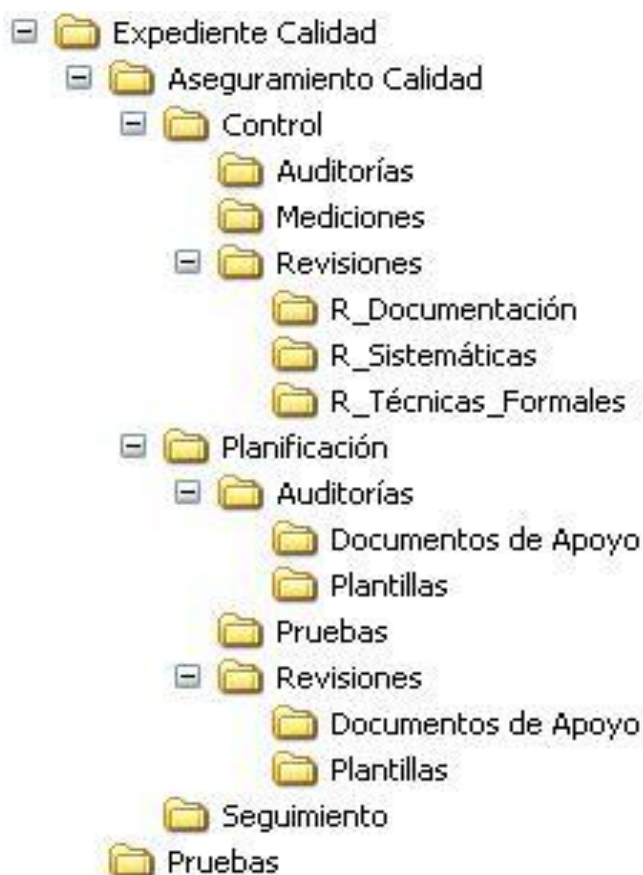 Expediente Calidad
Aseguramiento Calidad
Control
Auditorías
Mediciones
Revisiones
R_Documentación
R_Sistemáticas
R_Técnicas_Formales
Planificación
Auditorías
Documentos de Apoyo
Plantillas
Pruebas
Revisiones
Documentos de Apoyo
Plantillas
Seguimiento
Pruebas